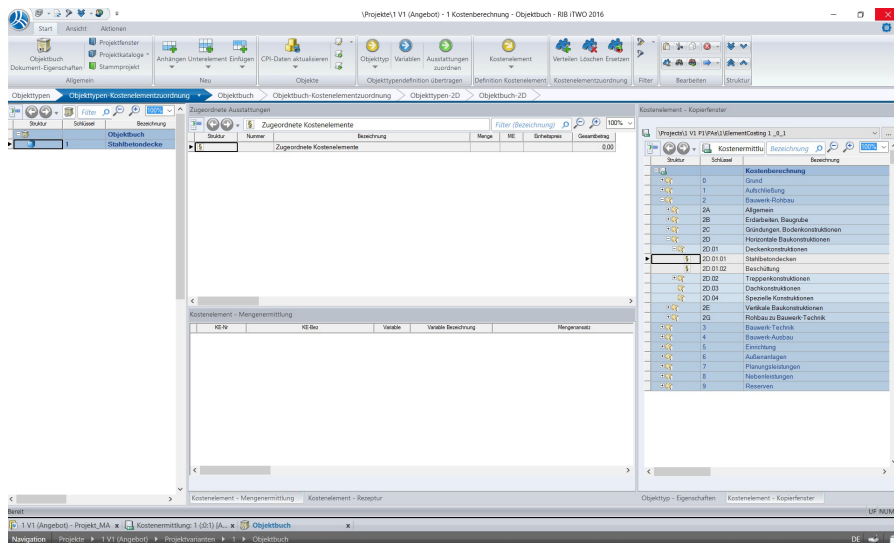 \Projekte\1 V1 (Angebot) - 1 Kostenberechnung - Objektbuch - RIB iTWO 2016
Start Ansicht Aktionen
Objektbuch
Dokument-Eigenschaften
Projektfenster
Projektkataloge
Stammprojekt
Anhängen Unterelement Einfügen
CPI-Daten aktualisieren
Objekttyp Variablen Ausstattungen
zuordnen
Kostenelement
Verteilen Löschen Ersetzen
Allgemein Neu Objekte Objekttypendefinition übertragen Definition Kostenelement Kostenelementzuordnung Filter Bearbeiten Struktur
Objekttypen Objekttypen-Kostenelementzuordnung Objektbuch Objektbuch-Kostenelementzuordnung Objekttypen-2D Objektbuch-2D
Filter 100%
Struktur Schlüssel Bezeichnung
Objektbuch
1 Stahlbetondecke
Zugeordnete Ausstattungen
§ Zugeordnete Kostenelemente Filter (Bezeichnung) 100%
Struktur Nummer Bezeichnung Menge ME Einheitspreis Gesamtbetrag
§ Zugeordnete Kostenelemente 0,00
Kostenelement - Mengenermittlung
KE-Nr KE-Bez Variable Variable Bezeichnung Mengenansatz
Kostenelement - Mengenermittlung Kostenelement - Rezeptur
Kostenelement - Kopierfenster
\Projects\1 V1 P1\PAs\1\ElementCosting 1 _0_1 ...
Kostenermittlu Bezeichnung 100%
Struktur Schlüssel Bezeichnung
Kostenberechnung
0 Grund
1 Aufschließung
2 Bauwerk-Rohbau
2A Allgemein
2B Erdarbeiten, Baugrube
2C Gründungen, Bodenkonstruktionen
2D Horizontale Baukonstruktionen
2D.01 Deckenkonstruktionen
§ 2D.01.01 Stahlbetondecken
§ 2D.01.02 Beschüttung
2D.02 Treppenkonstruktionen
2D.03 Dachkonstruktionen
2D.04 Spezielle Konstruktionen
2E Vertikale Baukonstruktionen
2G Rohbau zu Bauwerk-Technik
3 Bauwerk-Technik
4 Bauwerk-Ausbau
5 Einrichtung
6 Außenanlagen
7 Planungsleistungen
8 Nebenleistungen
9 Reserven
Objekttyp - Eigenschaften Kostenelement - Kopierfenster
Bereit UF NUM
1 V1 (Angebot) - Projekt_MA x Kostenermittlung: 1 (:0:1) [A... x Objektbuch x
Navigation Projekte 1 V1 (Angebot) Projektvarianten 1 Objektbuch DE